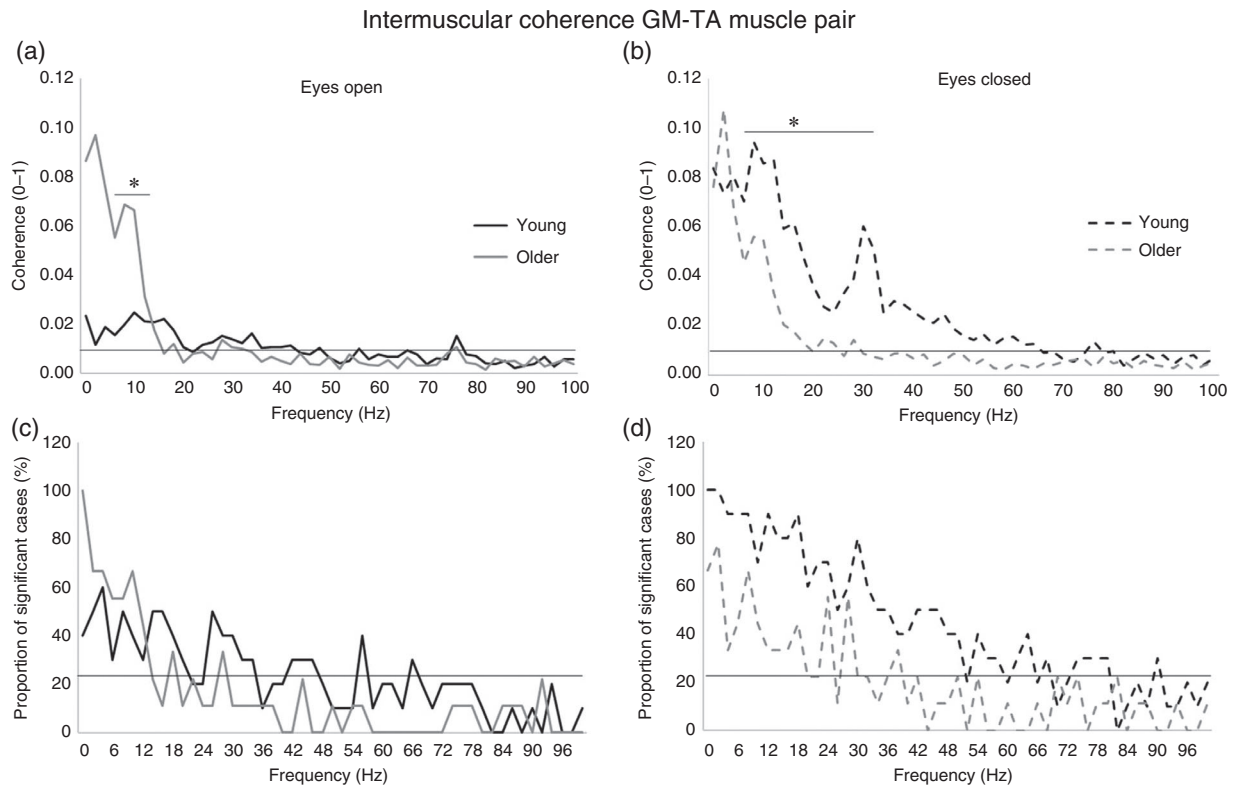 Intermuscular coherence GM-TA muscle pair
(a)
Eyes open
Coherence (0–1)
0.12
0.10
0.08
0.06
0.04
0.02
0.00
*
Young
Older
0 10 20 30 40 50 60 70 80 90 100
Frequency (Hz)
(b)
Eyes closed
Coherence (0–1)
0.12
0.10
0.08
0.06
0.04
0.02
0.00
*
Young
Older
0 10 20 30 40 50 60 70 80 90 100
Frequency (Hz)
(c)
Proportion of significant cases (%)
120
100
80
60
40
20
0
0 6 12 18 24 30 36 42 48 54 60 66 72 78 84 90 96
Frequency (Hz)
(d)
Proportion of significant cases (%)
120
100
80
60
40
20
0
0 6 12 18 24 30 36 42 48 54 60 66 72 78 84 90 96
Frequency (Hz)